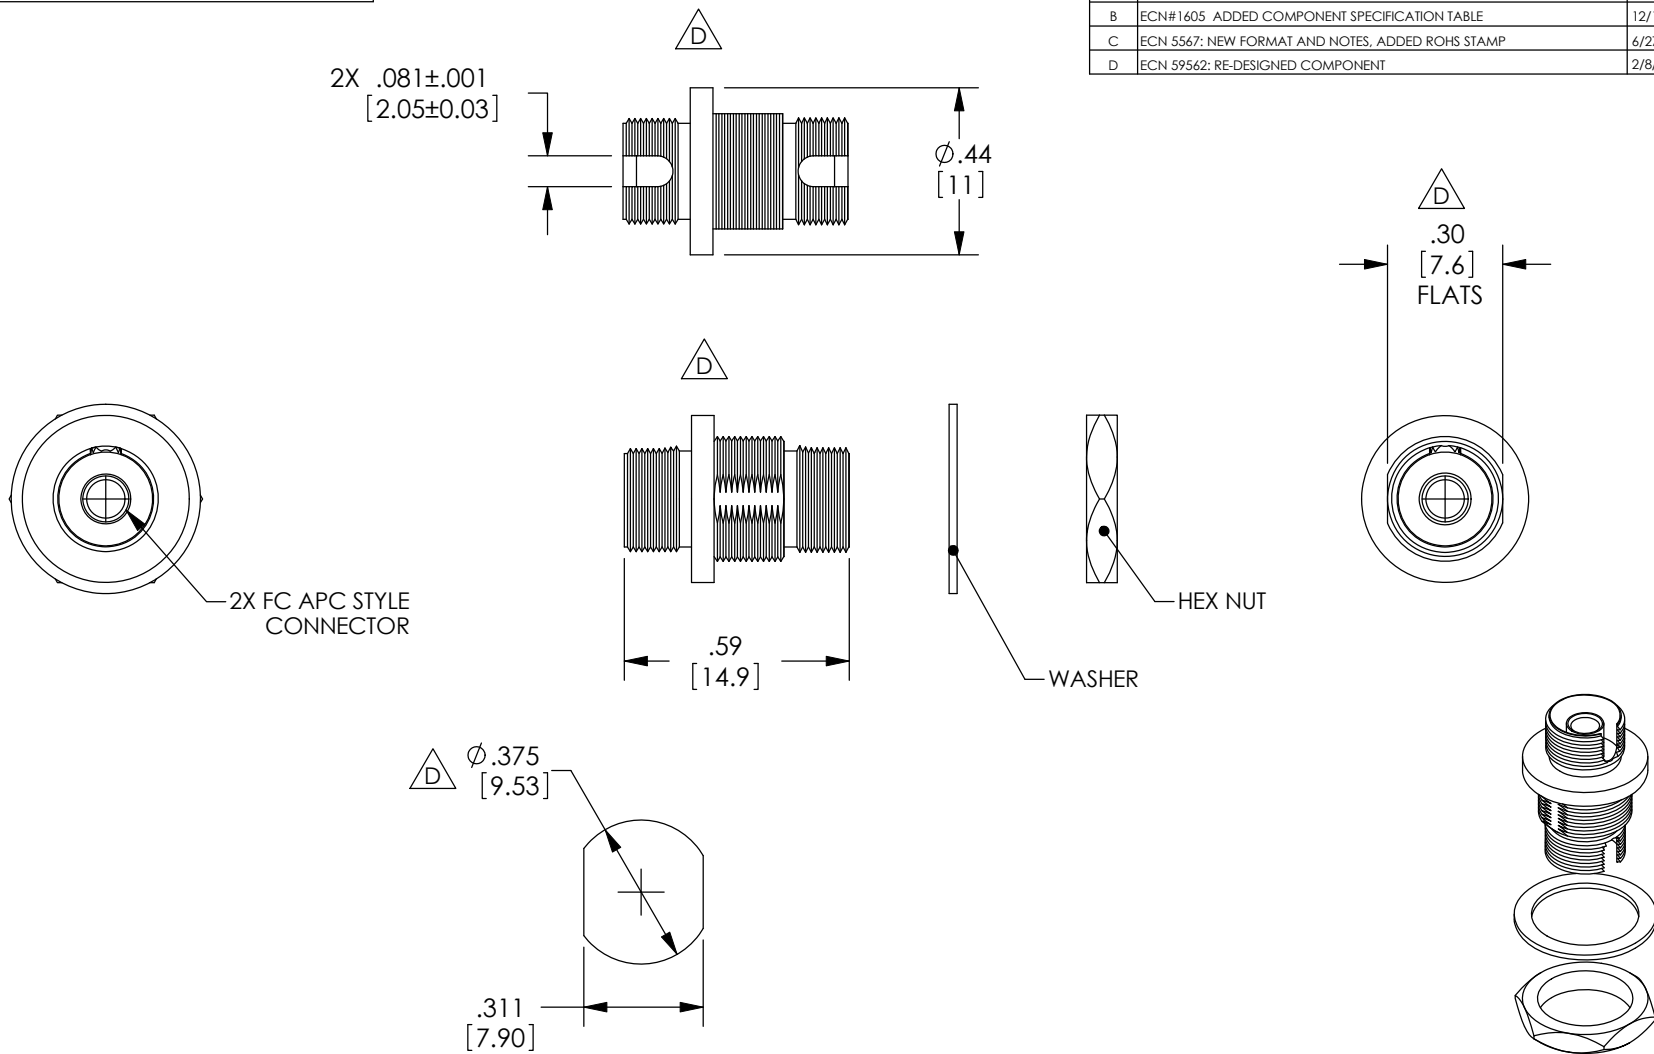 B ECN#1605 ADDED COMPONENT SPECIFICATION TABLE 12/
C ECN 5567: NEW FORMAT AND NOTES, ADDED ROHS STAMP 6/27
D ECN 59562: RE-DESIGNED COMPONENT 2/8/
D
2X .081±.001
[2.05±0.03]
Ø.44
[11]
D
.30
[7.6]
FLATS
D
2X FC APC STYLE
CONNECTOR
.59
[14.9]
WASHER
HEX NUT
D
Ø.375
[9.53]
.311
[7.90]